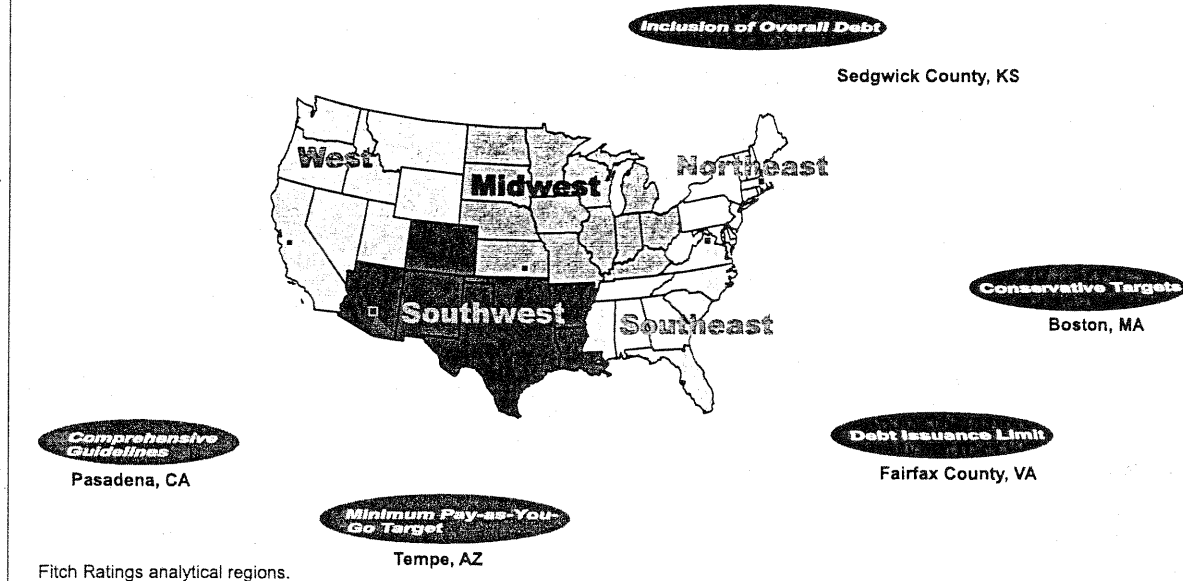 Inclusion of Overall Debt
Sedgwick County, KS
West
Midwest
Northeast
Southwest
Southeast
Conservative Targets
Boston, MA
Comprehensive
Guidelines
Pasadena, CA
Debt Issuance Limit
Fairfax County, VA
Minimum Pay-as-You-
Go Target
Tempe, AZ
Fitch Ratings analytical regions.